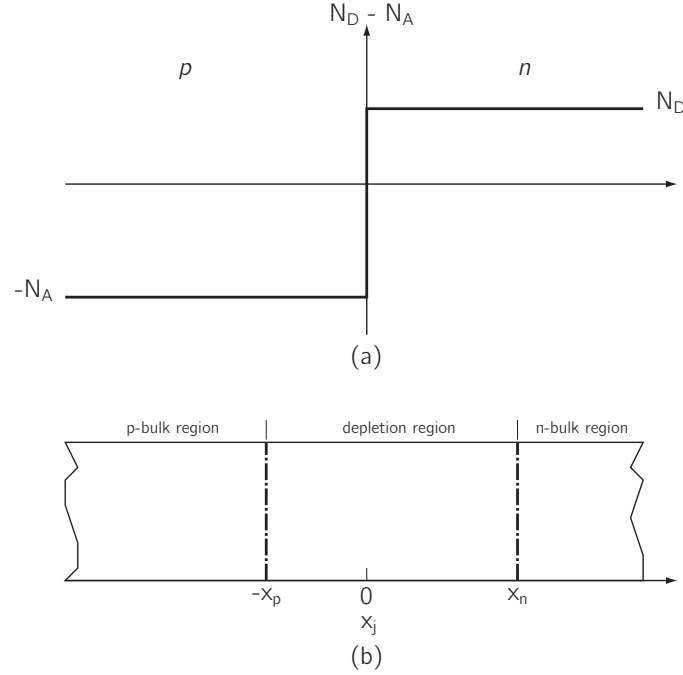 N_D - N_A
p
n
N_D
-N_A
(a)
p-bulk region
depletion region
n-bulk region
-x_p
0
x_n
x_j
(b)